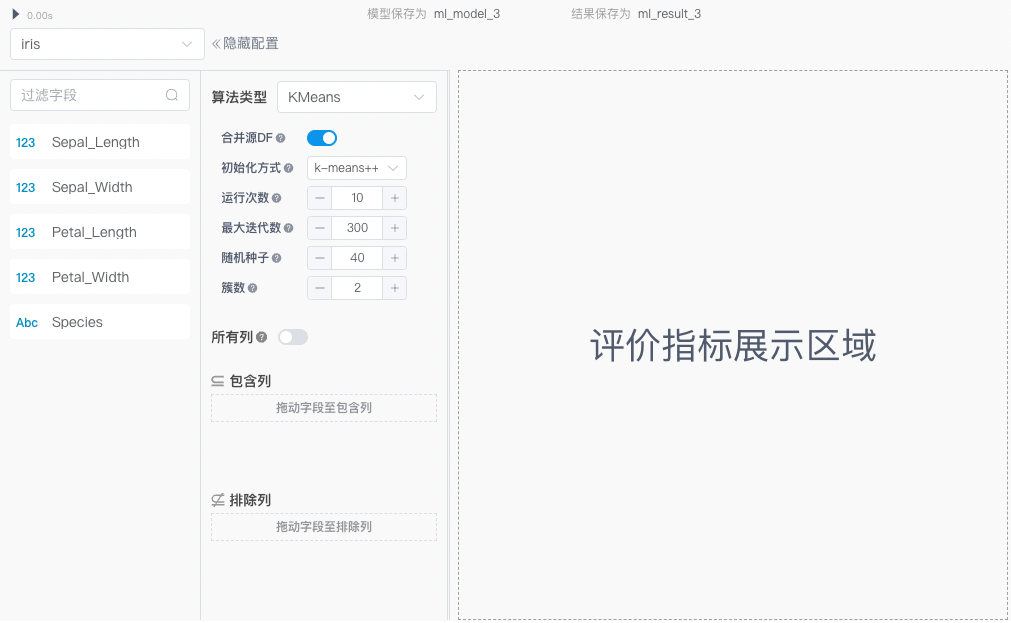 0.00s 模型保存为 ml_model_3 结果保存为 ml_result_3
iris
隐藏配置
过滤字段
123 Sepal_Length
123 Sepal_Width
123 Petal_Length
123 Petal_Width
Abc Species
算法类型 KMeans
合并源DF
初始化方式 k-means++
运行次数 10
最大迭代数 300
随机种子 40
簇数 2
所有列
包含列
拖动字段至包含列
排除列
拖动字段至排除列
评价指标展示区域